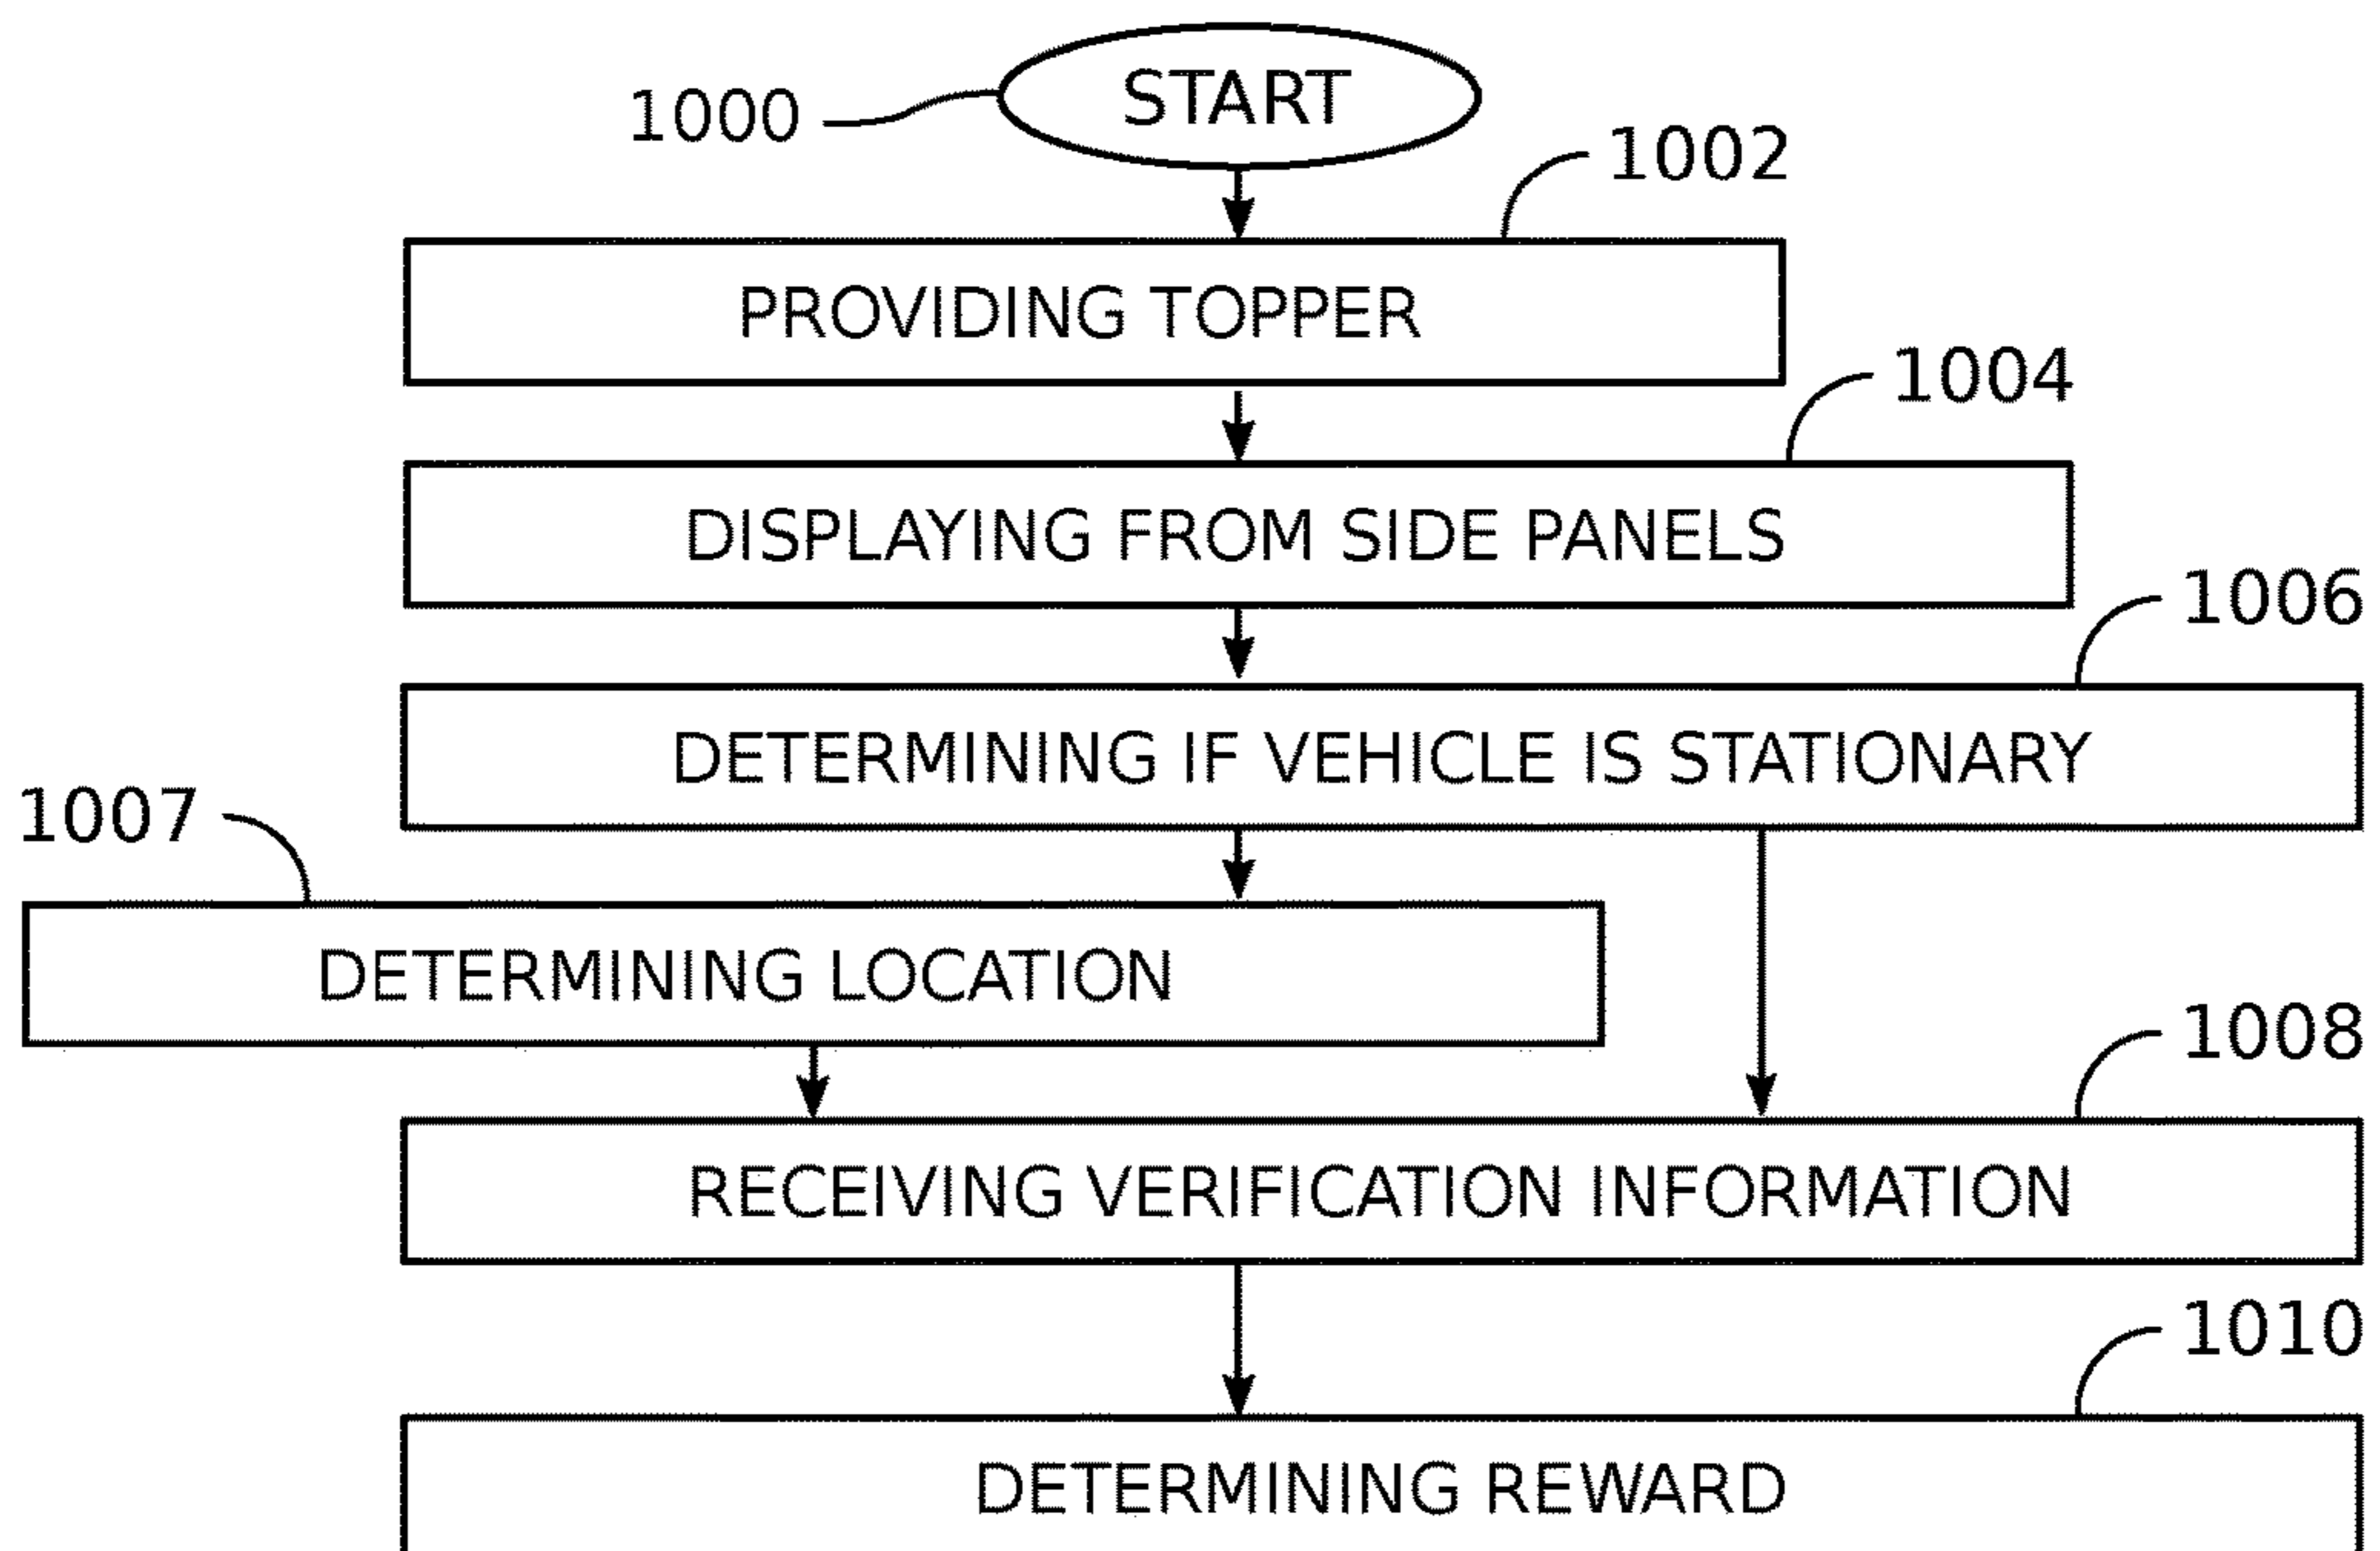 1000 START
1002
PROVIDING TOPPER
1004
DISPLAYING FROM SIDE PANELS
1006
DETERMINING IF VEHICLE IS STATIONARY
1007
DETERMINING LOCATION
1008
RECEIVING VERIFICATION INFORMATION
1010
DETERMINING REWARD